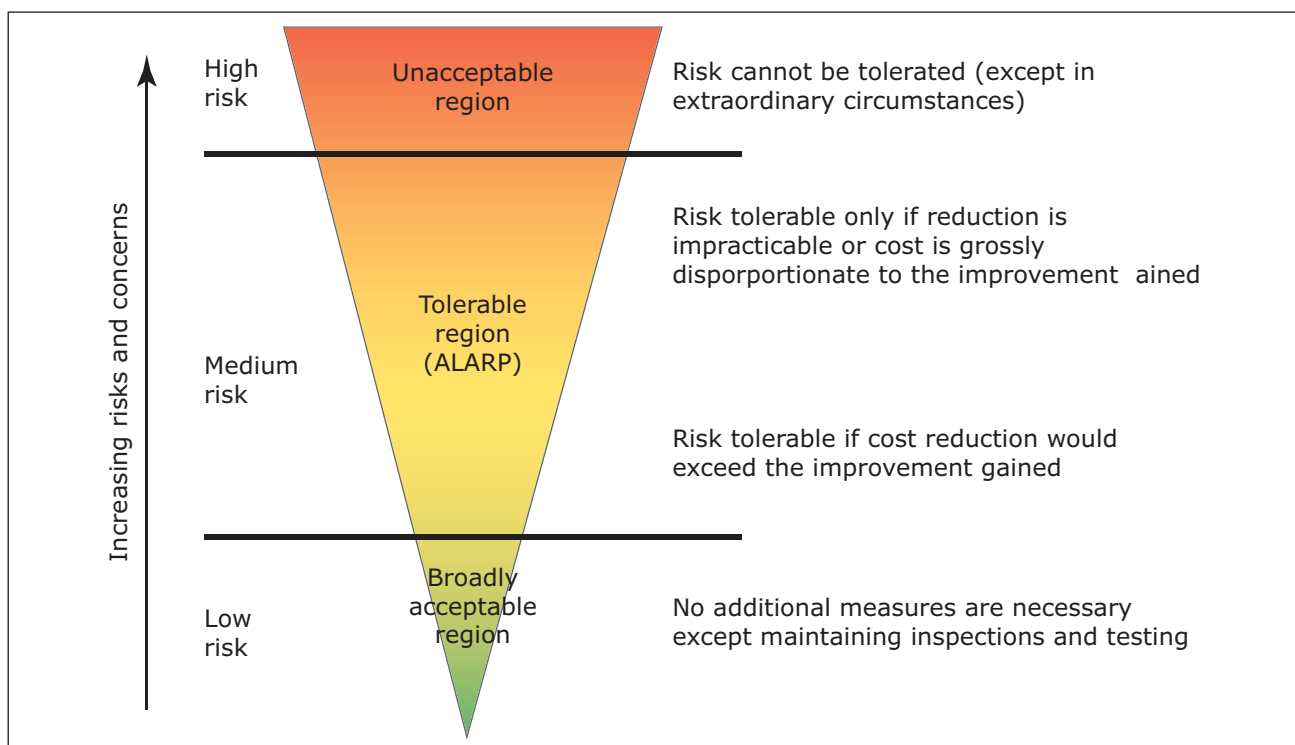 Increasing risks and concerns
High
risk
Unacceptable
region
Risk cannot be tolerated (except in
extraordinary circumstances)
Medium
risk
Tolerable
region
(ALARP)
Risk tolerable only if reduction is
impracticable or cost is grossly
disporportionate to the improvement  ained
Risk tolerable if cost reduction would
exceed the improvement gained
Low
risk
Broadly
acceptable
region
No additional measures are necessary
except maintaining inspections and testing